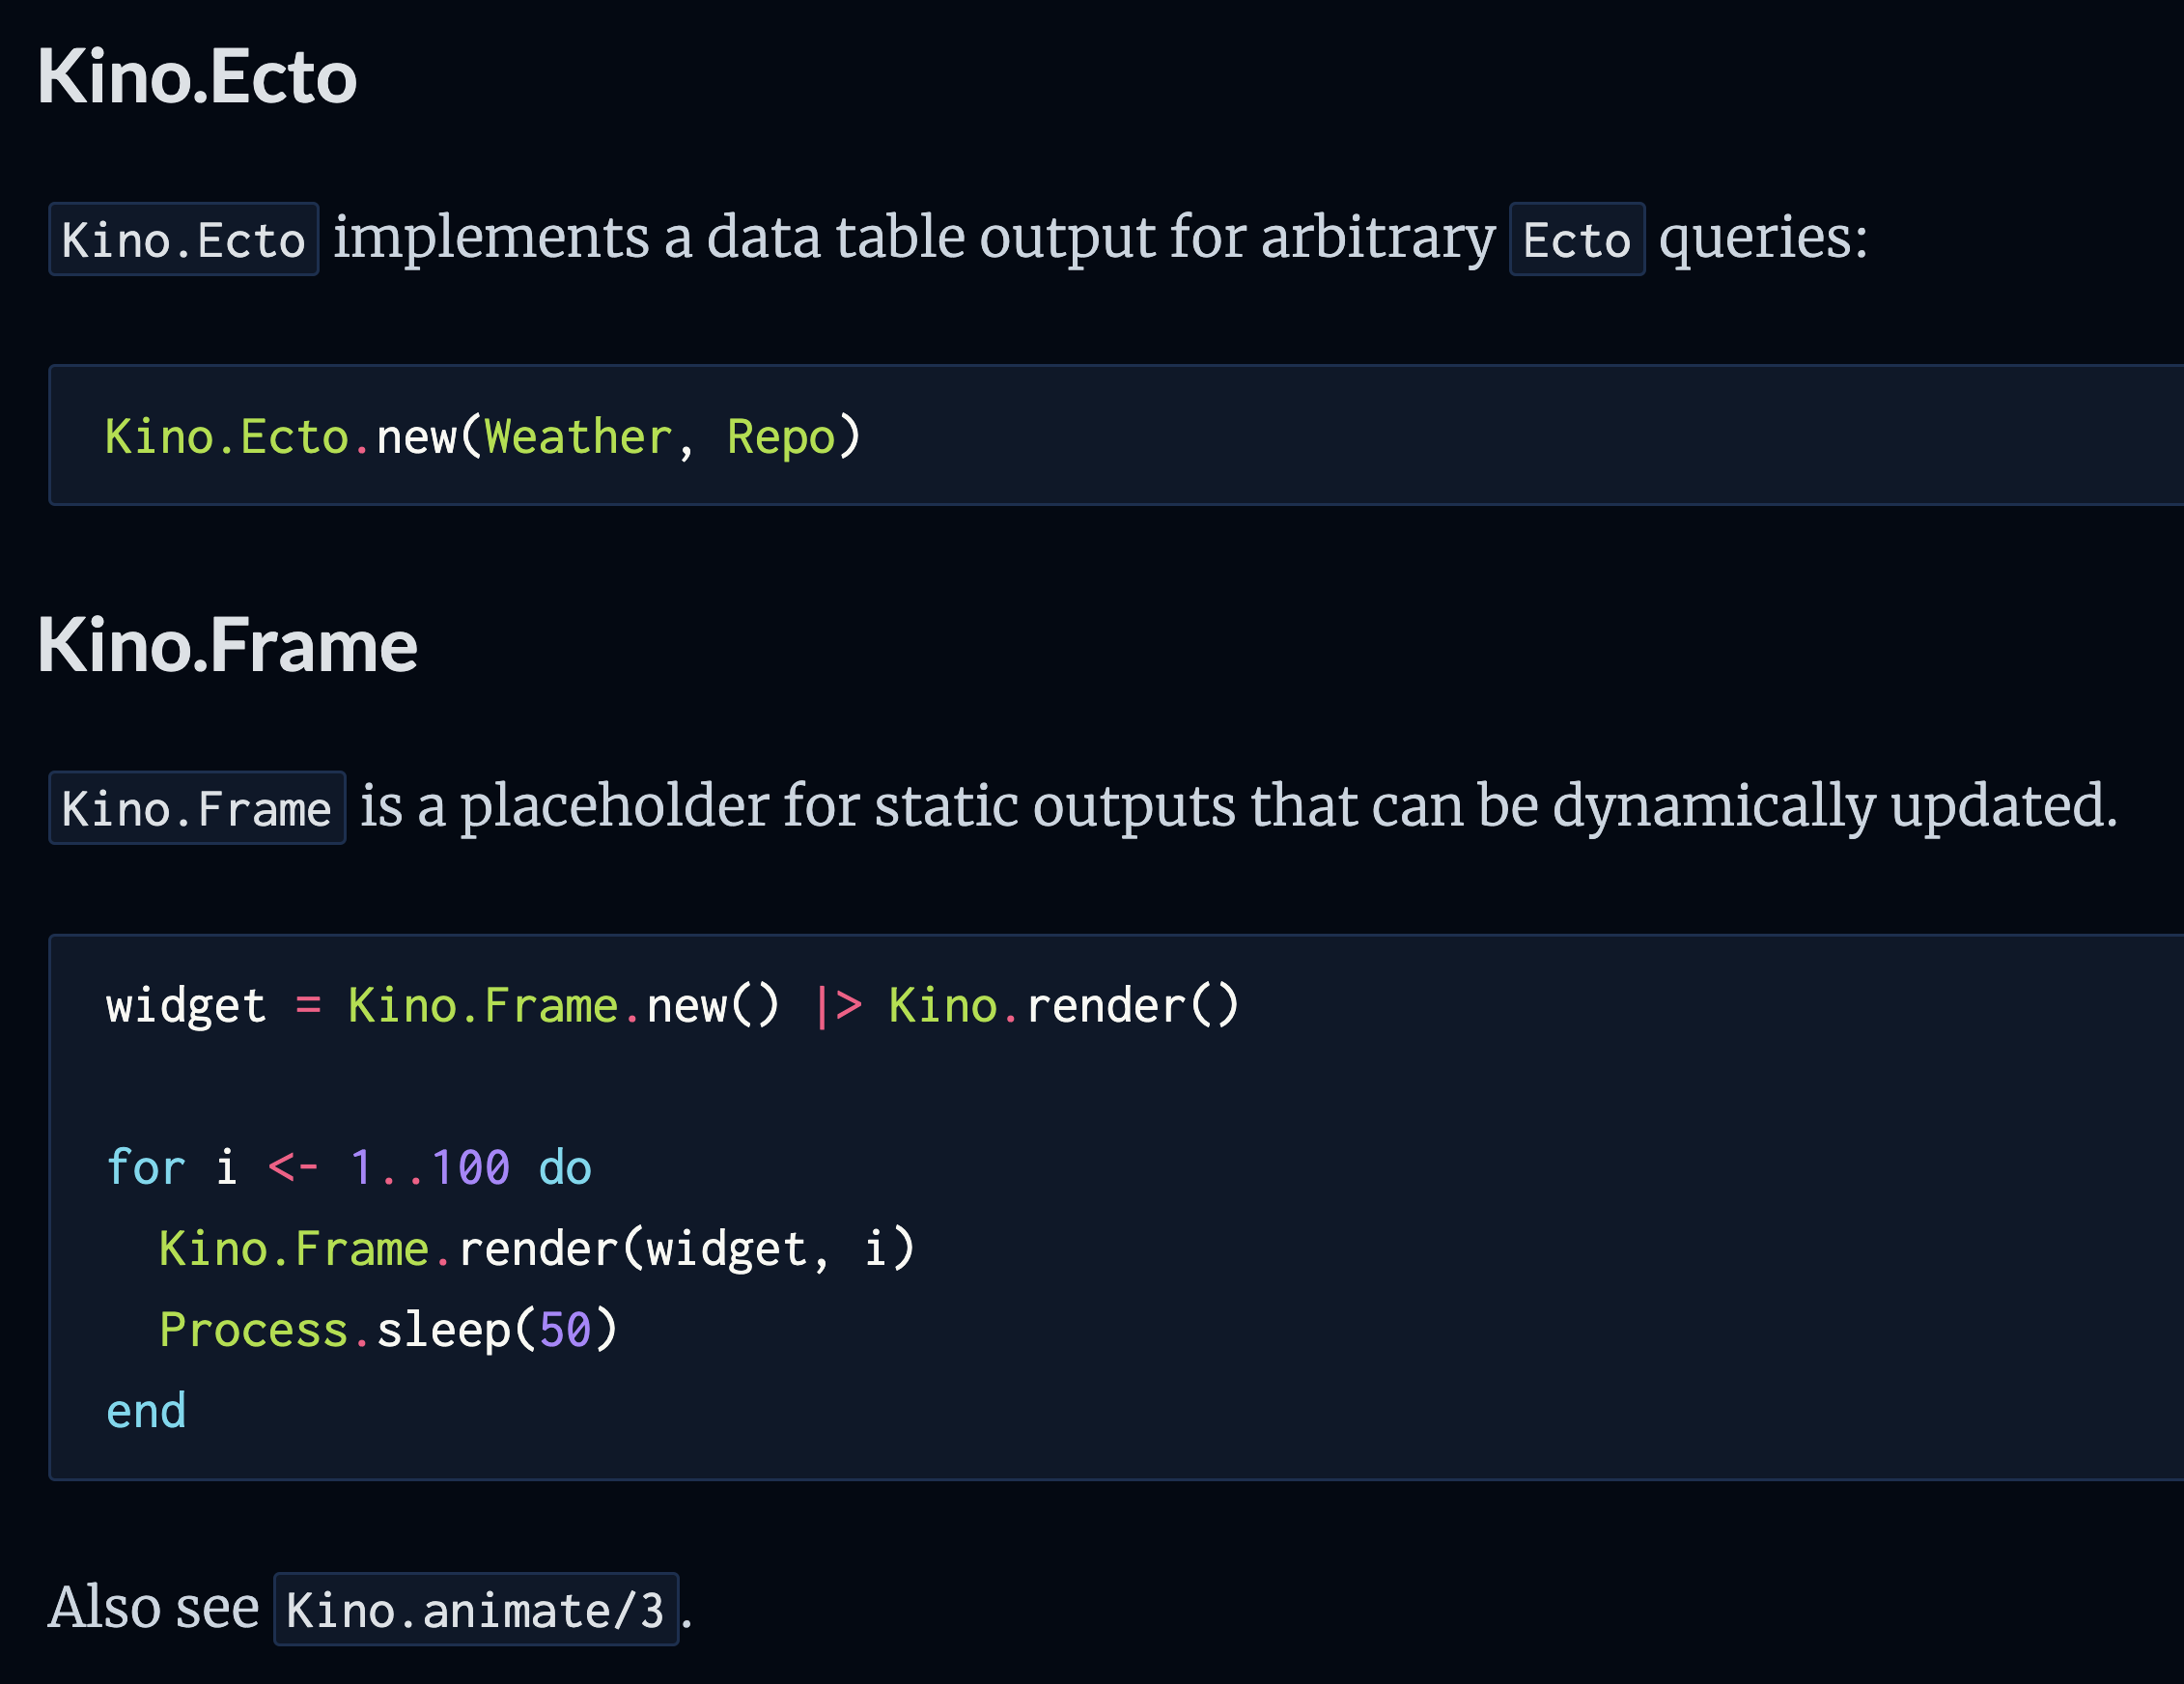 Kino.Ecto
Kino.Ecto implements a data table output for arbitrary Ecto queries:
Kino.Ecto.new(Weather, Repo)
Kino.Frame
Kino.Frame is a placeholder for static outputs that can be dynamically updated.
widget = Kino.Frame.new() |> Kino.render()
for i <- 1..100 do
  Kino.Frame.render(widget, i)
  Process.sleep(50)
end
Also see Kino.animate/3.